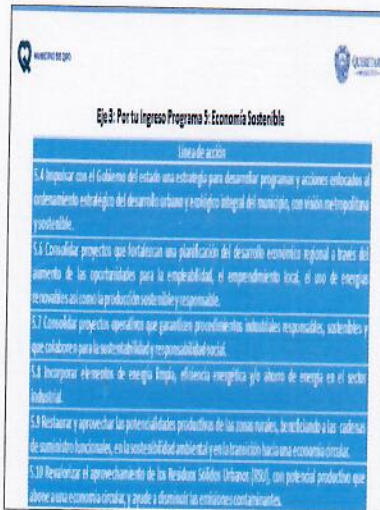 MUNICIPIO DE QRO
QUERÉTARO
Eje 3: Por tu Ingreso Programa 5: Economía Sostenible
Línea de acción
5.4 Impulsar con el Gobierno del estado una estrategia para desarrollar programas y acciones enfocados al
ordenamiento estratégico del desarrollo urbano y ecológico integral del municipio, con visión metropolitana
y sostenible.
5.6 Consolidar proyectos que fortalezcan una planificación del desarrollo económico regional a través del
aumento de las oportunidades para la empleabilidad, el emprendimiento local, el uso de energías
renovables así como la producción sostenible y responsable.
5.7 Consolidar proyectos operativos que garanticen procedimientos industriales responsables, sostenibles y
que colaboren para la sustentabilidad y responsabilidad social.
5.8 Incorporar elementos de energía limpia, eficiencia energética y/o ahorro de energía en el sector
industrial.
5.9 Restaurar y aprovechar las potencialidades productivas de las zonas rurales, beneficiando a las cadenas
de suministro funcionales, en la sostenibilidad ambiental y en la transición hacia una economía circular.
5.10 Revalorizar el aprovechamiento de los Residuos Sólidos Urbanos (RSU), con potencial productivo que
abone a una economía circular, y ayude a disminuir las emisiones contaminantes.